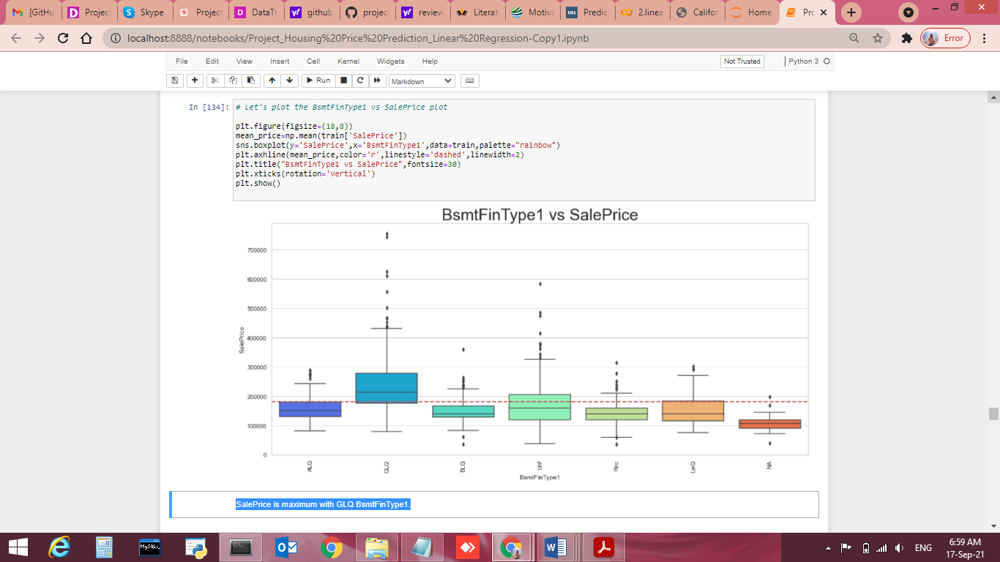 [GitHu
Project
Skype
Project
DataTr
github
project
review
Literat
Motiva
tds
Predic
2.linea
Califor
Home
Prc
localhost:8888/notebooks/Project_Housing%20Price%20Prediction_Linear%20Regression-Copy1.ipynb
Error
File Edit View Insert Cell Kernel Widgets Help
Not Trusted
Python 3
Run
Markdown
In [134]:
# Let's plot the BsmtFinType1 vs SalePrice plot
plt.figure(figsize=(18,8))
mean_price=np.mean(train['SalePrice'])
sns.boxplot(y='SalePrice',x='BsmtFinType1',data=train,palette="rainbow")
plt.axhline(mean_price,color='r',linestyle='dashed',linewidth=2)
plt.title("BsmtFinType1 vs SalePrice",fontsize=30)
plt.xticks(rotation='vertical')
plt.show()
BsmtFinType1 vs SalePrice
700000
600000
500000
400000
300000
200000
100000
0
SalePrice
ALQ
GLQ
BLQ
Unf
Rec
LwQ
NA
BsmtFinType1
SalePrice is maximum with GLQ BsmtFinType1.
ENG
6:59 AM
17-Sep-21